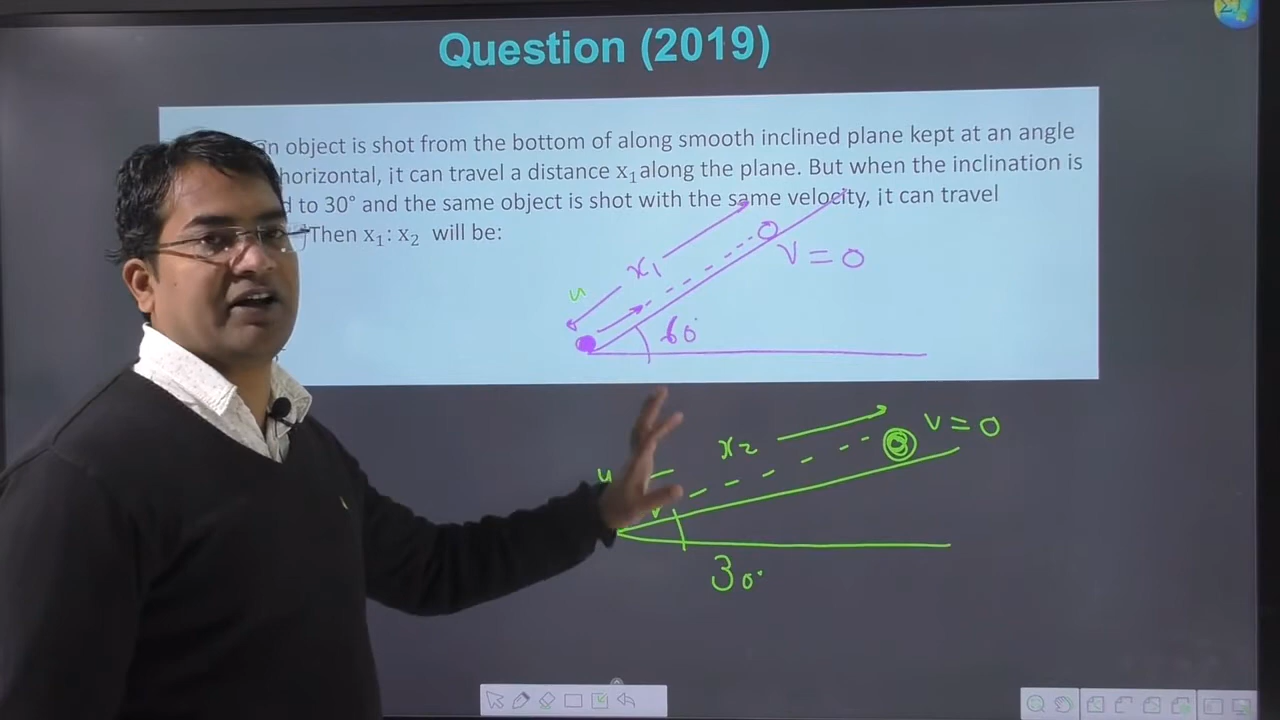 Question (2019)
an object is shot from the bottom of along smooth inclined plane kept at an angle
horizontal, it can travel a distance x₁ along the plane. But when the inclination is
d to 30° and the same object is shot with the same velocity, it can travel
Then x₁: x₂ will be:
x₁
V = 0
u
60°
x₂
V = 0
u
30°